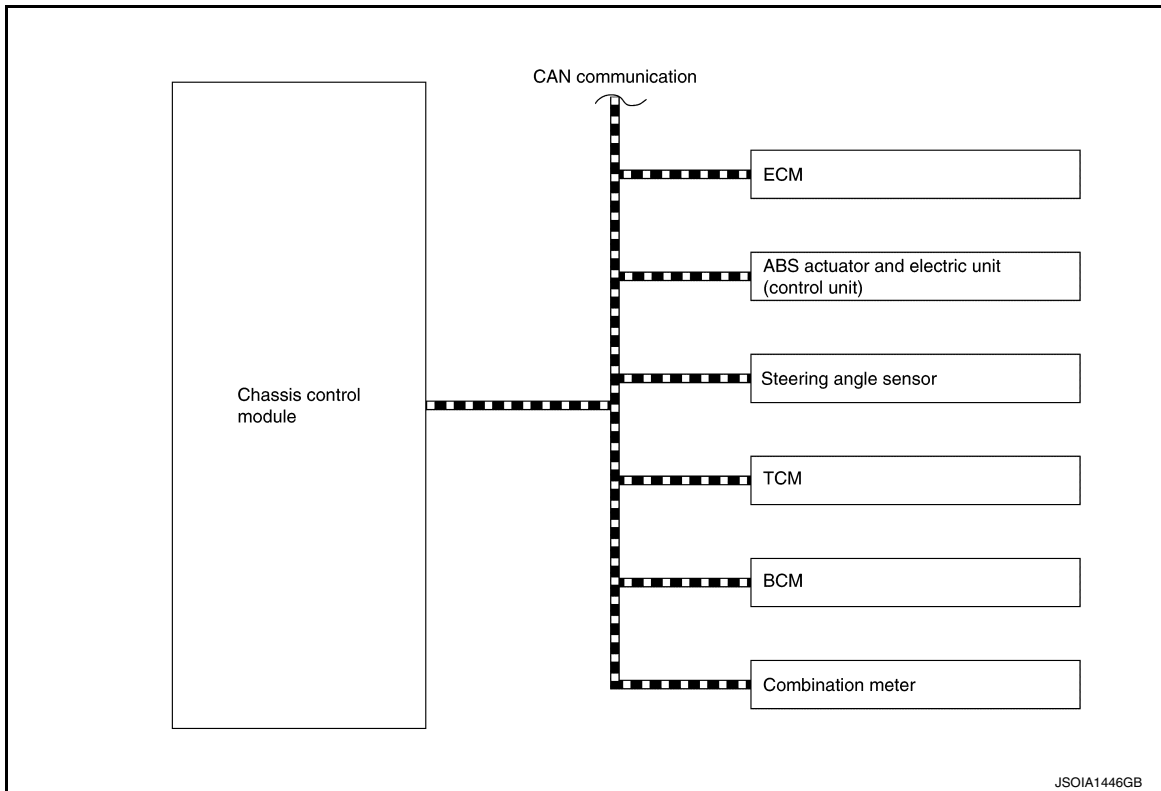 CAN communication
ECM
ABS actuator and electric unit
(control unit)
Steering angle sensor
Chassis control
module
TCM
BCM
Combination meter
JSOIA1446GB